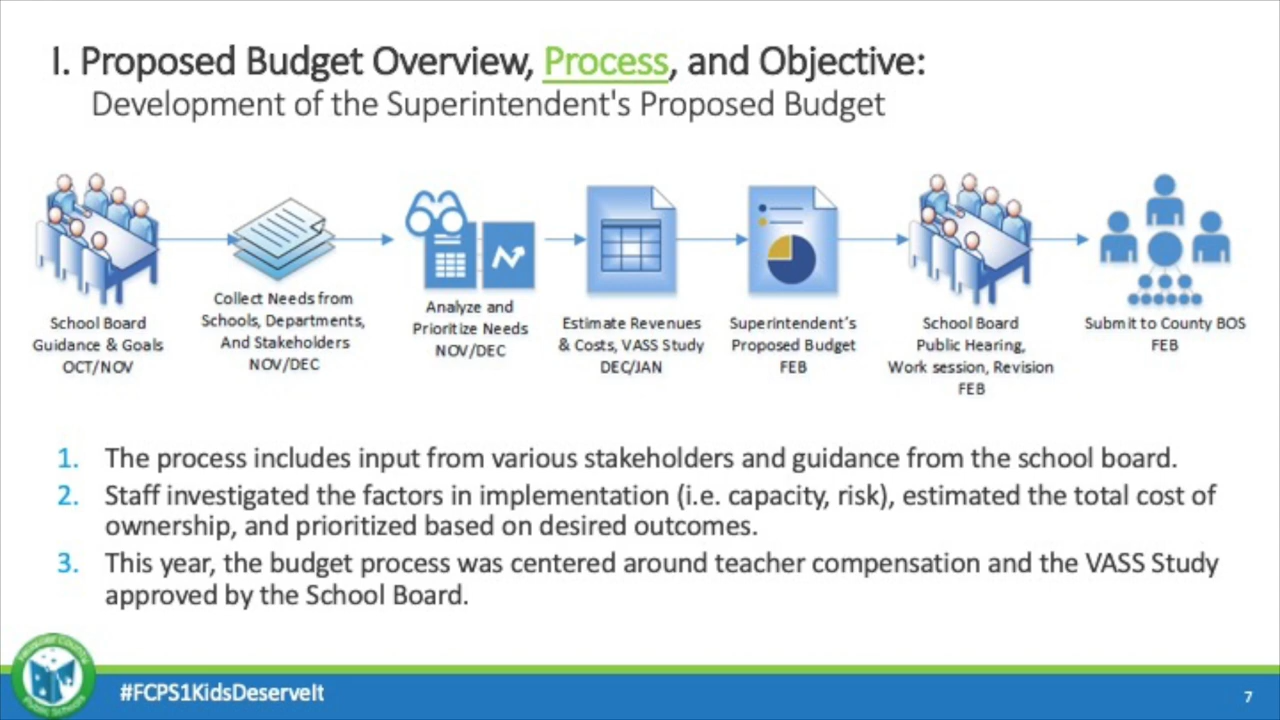 I. Proposed Budget Overview, Process, and Objective:
Development of the Superintendent's Proposed Budget
School Board
Guidance & Goals
OCT/NOV
Collect Needs from
Schools, Departments,
And Stakeholders
NOV/DEC
Analyze and
Prioritize Needs
NOV/DEC
Estimate Revenues
& Costs, VASS Study
DEC/JAN
Superintendent's
Proposed Budget
FEB
School Board
Public Hearing,
Work session, Revision
FEB
Submit to County BOS
FEB
1. The process includes input from various stakeholders and guidance from the school board.
2. Staff investigated the factors in implementation (i.e. capacity, risk), estimated the total cost of
ownership, and prioritized based on desired outcomes.
3. This year, the budget process was centered around teacher compensation and the VASS Study
approved by the School Board.
Public Schools
#FCPS1KidsDeserveIt
7